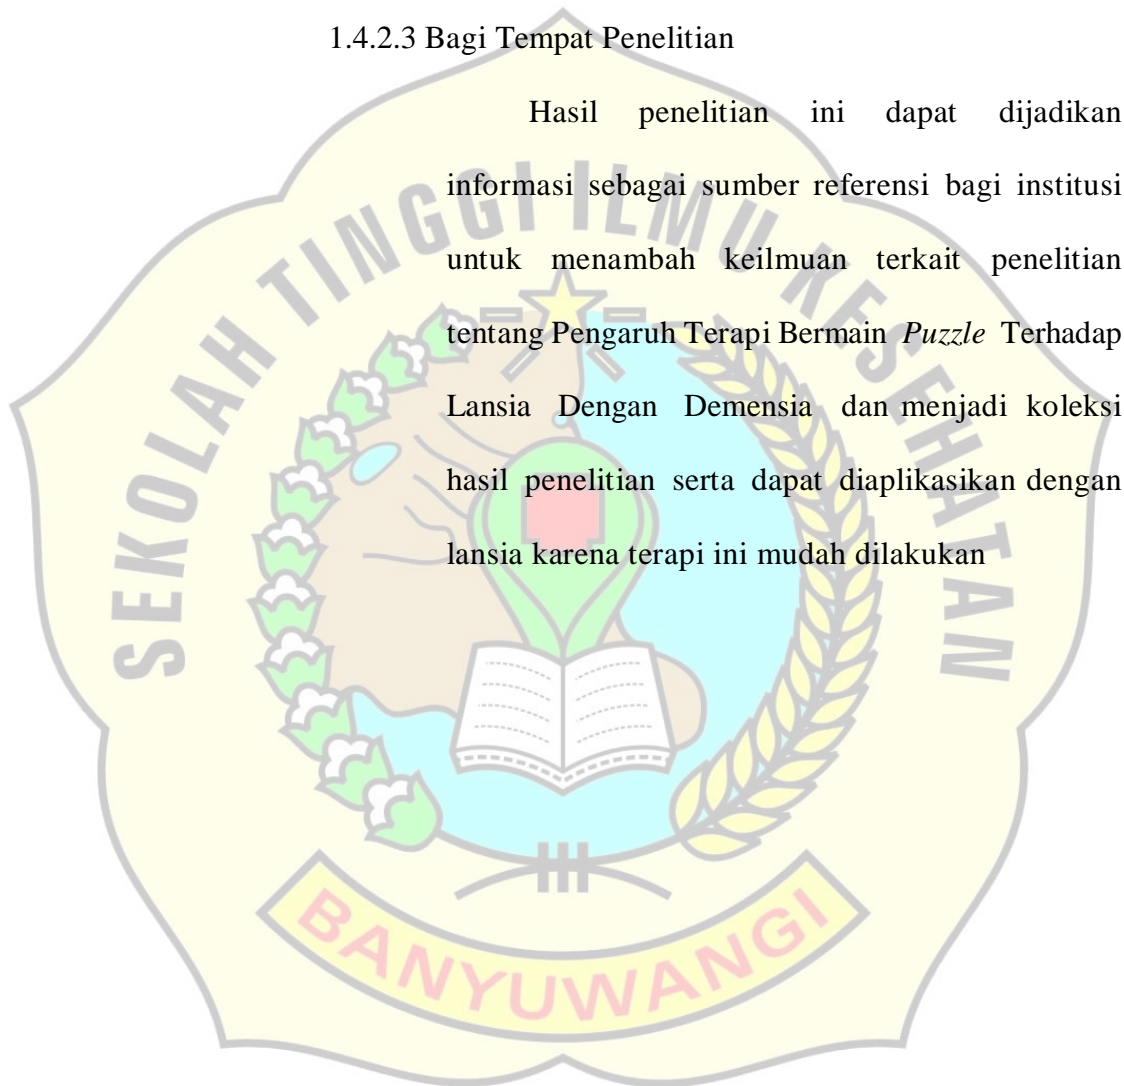 1.4.2.3 Bagi Tempat Penelitian
Hasil penelitian ini dapat dijadikan
informasi sebagai sumber referensi bagi institusi
untuk menambah keilmuan terkait penelitian
tentang Pengaruh Terapi Bermain Puzzle Terhadap
Lansia Dengan Demensia dan menjadi koleksi
hasil penelitian serta dapat diaplikasikan dengan
lansia karena terapi ini mudah dilakukan
SEKOLAH TINGGI ILMU KESEHATAN
BANYUWANGI